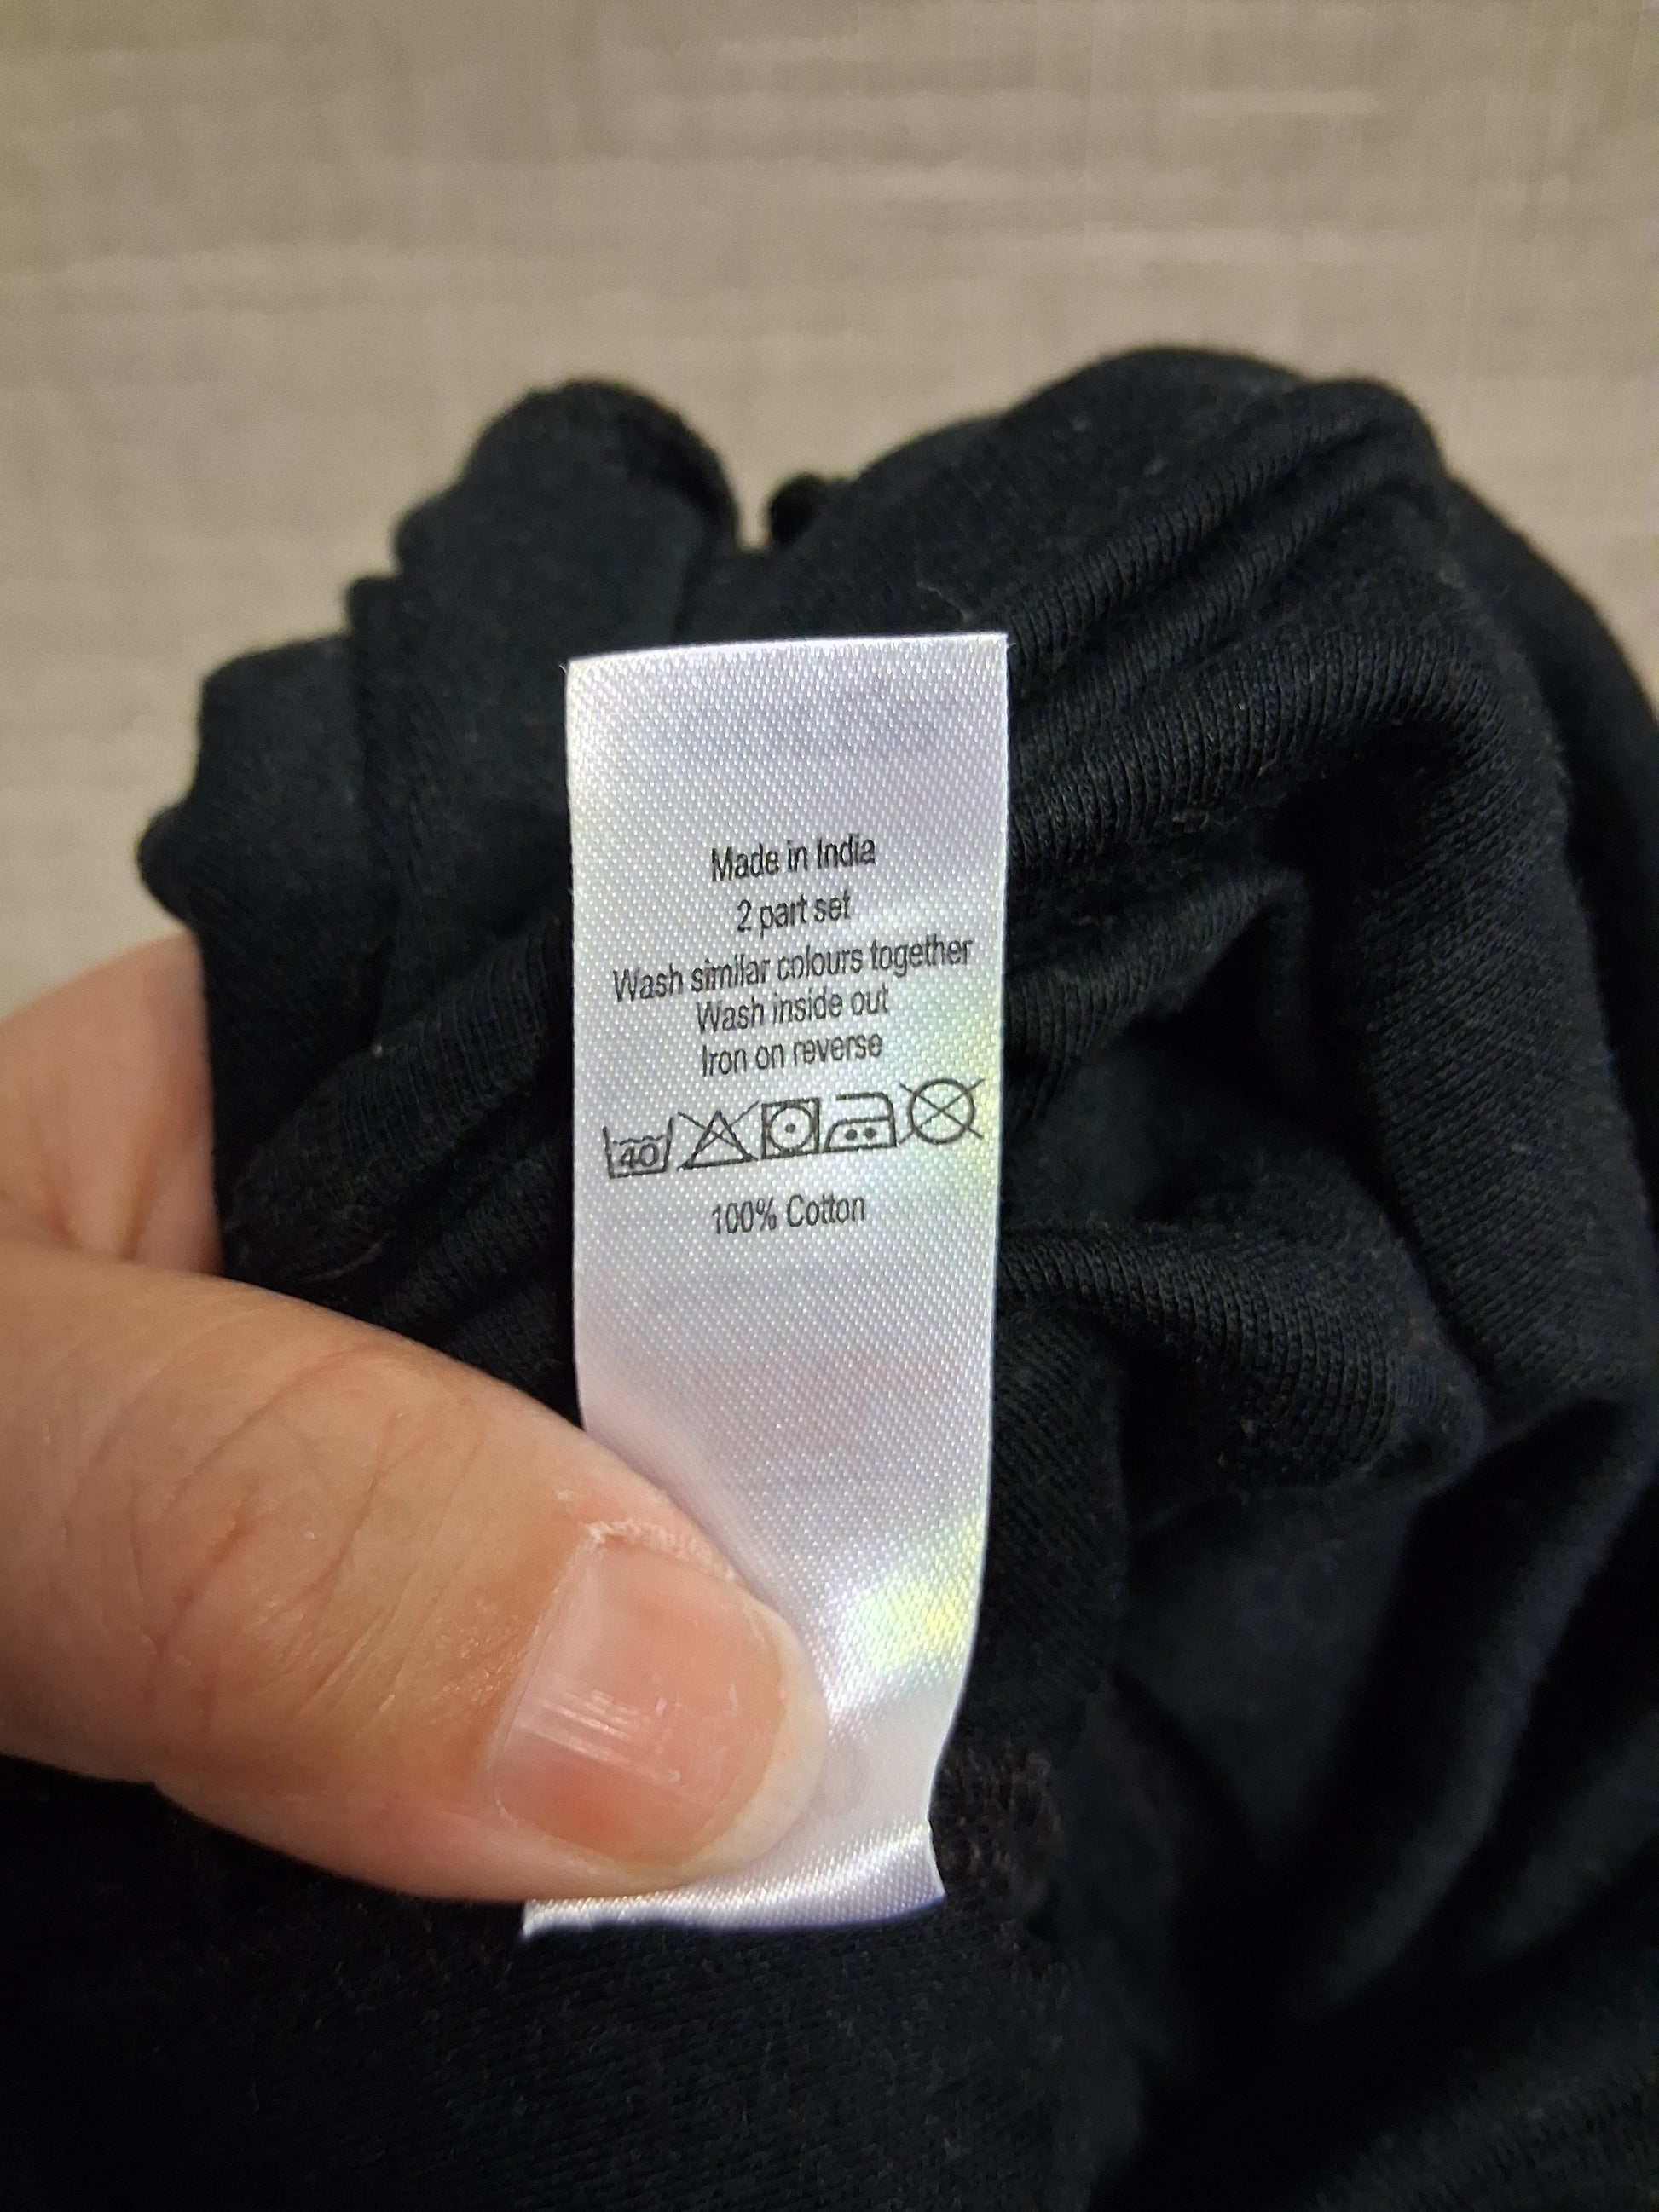 Made in India
2 part set
Wash similar colours together
Wash inside out
Iron on reverse
40
100% Cotton